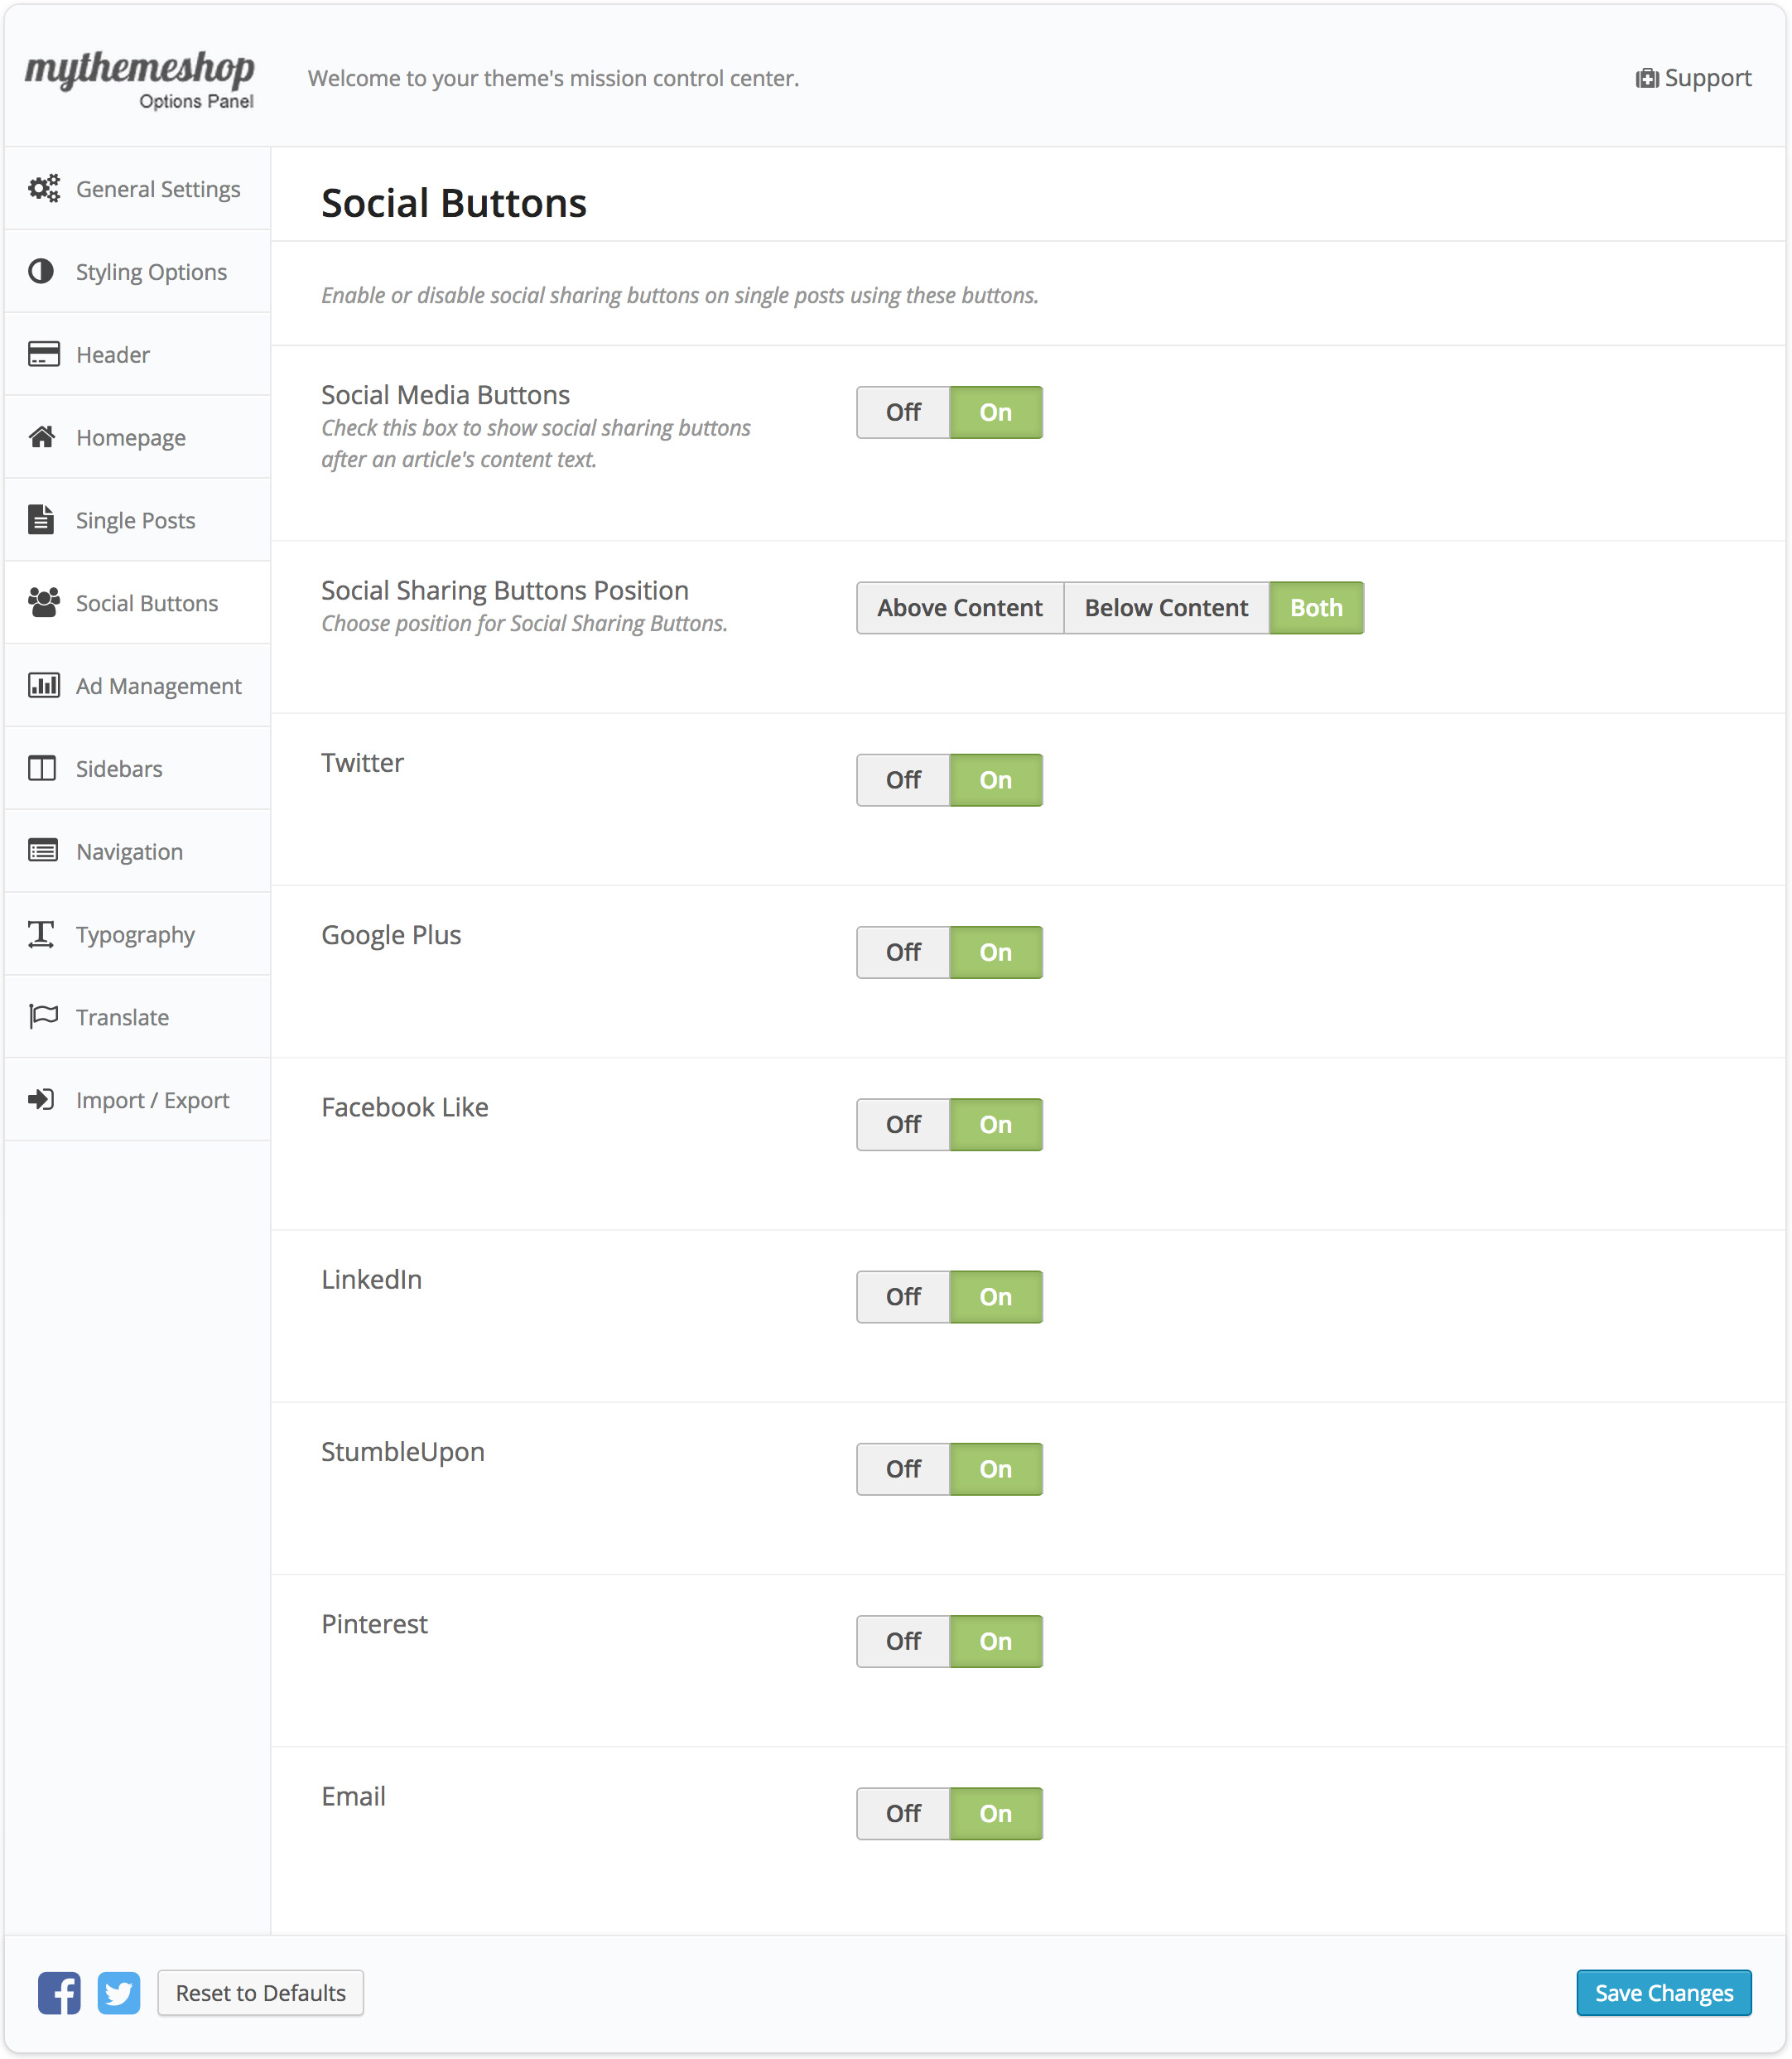 mythemeshop
Options Panel
Welcome to your theme's mission control center.
Support
General Settings
Styling Options
Header
Homepage
Single Posts
Social Buttons
Ad Management
Sidebars
Navigation
Typography
Translate
Import / Export
Social Buttons
Enable or disable social sharing buttons on single posts using these buttons.
Social Media Buttons
Check this box to show social sharing buttons
after an article's content text.
Off On
Social Sharing Buttons Position
Choose position for Social Sharing Buttons.
Above Content Below Content Both
Twitter
Off On
Google Plus
Off On
Facebook Like
Off On
LinkedIn
Off On
StumbleUpon
Off On
Pinterest
Off On
Email
Off On
Reset to Defaults
Save Changes